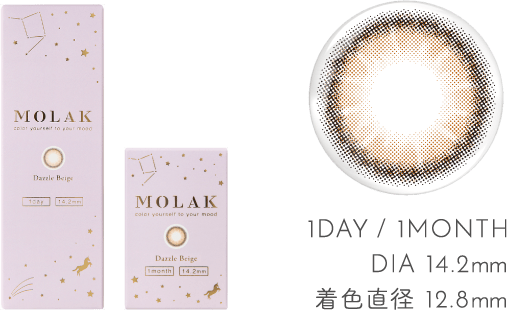 MOLAK
color yourself to your mood
Dazzle Beige
1day 14.2mm
MOLAK
color yourself to your mood
Dazzle Beige
1month 14.2mm
1DAY / 1MONTH
DIA 14.2mm
着色直径 12.8mm